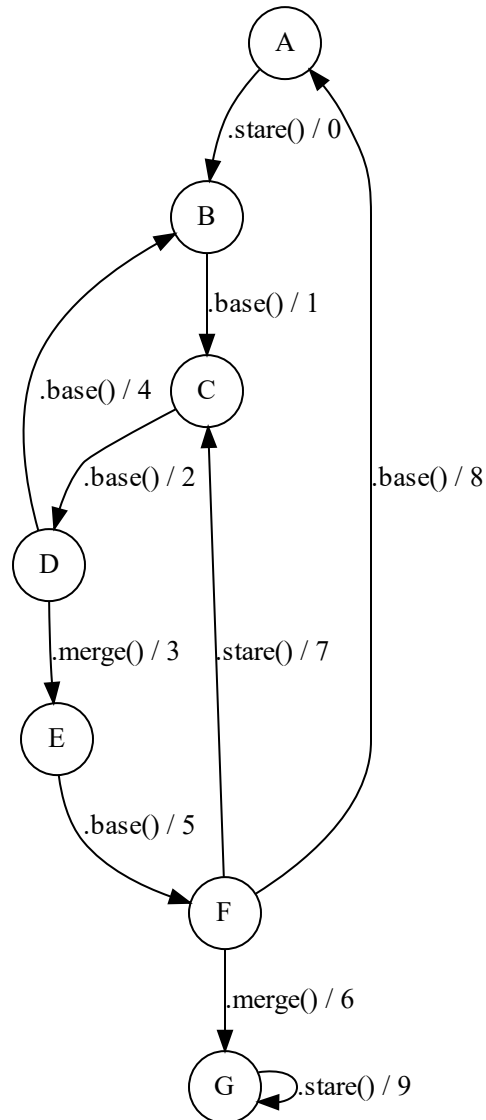 A
.stare() / 0
B
.base() / 1
C
.base() / 4
.base() / 2
.base() / 8
D
.merge() / 3
.stare() / 7
E
.base() / 5
F
.merge() / 6
G
.stare() / 9